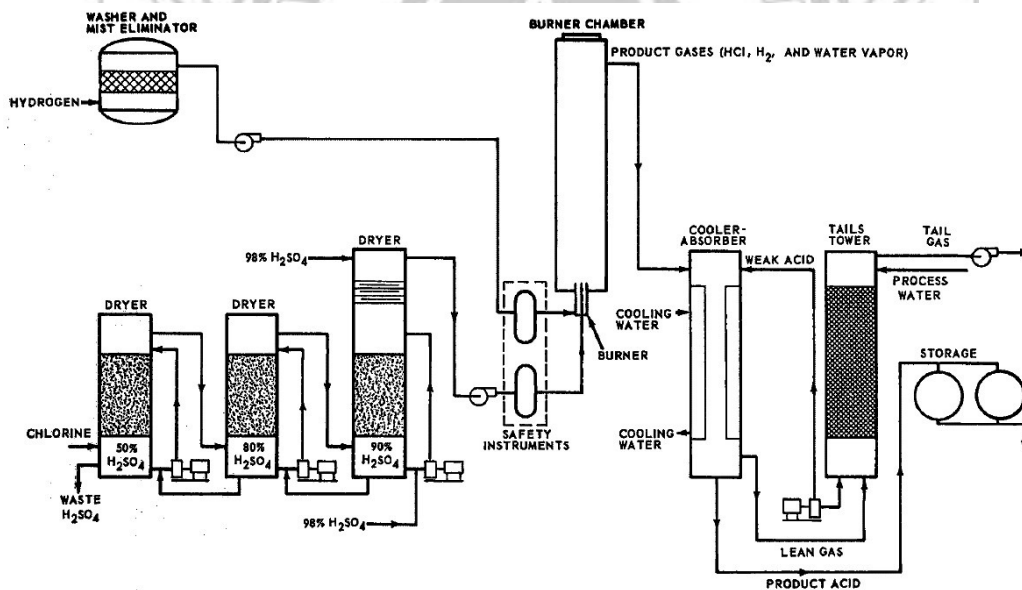 WASHER AND
MIST ELIMINATOR
HYDROGEN
BURNER CHAMBER
PRODUCT GASES (HCl, H2, AND WATER VAPOR)
DRYER
98% H2SO4
DRYER
DRYER
COOLER-
ABSORBER
WEAK ACID
TAILS
TOWER
TAIL
GAS
PROCESS
WATER
COOLING
WATER
BURNER
STORAGE
SAFETY
INSTRUMENTS
CHLORINE
50%
H2SO4
80%
H2SO4
90%
H2SO4
COOLING
WATER
WASTE
H2SO4
98% H2SO4
LEAN GAS
PRODUCT ACID